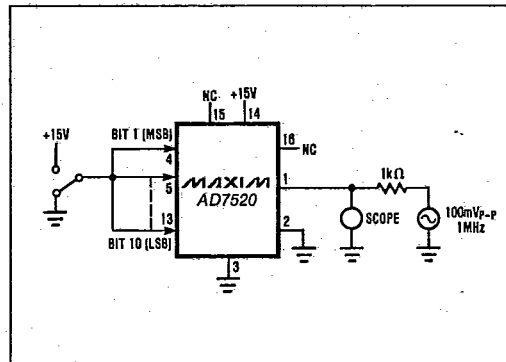 NC
+15V
15
14
+15V
BIT 1 (MSB)
4
16
NC
5
MAXIM
AD7520
1
1kΩ
13
BIT 10 (LSB)
2
SCOPE
100mVP-P
1MHz
3